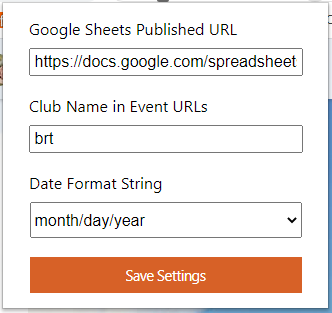 Google Sheets Published URL
https://docs.google.com/spreadsheet
Club Name in Event URLs
brt
Date Format String
month/day/year
Save Settings